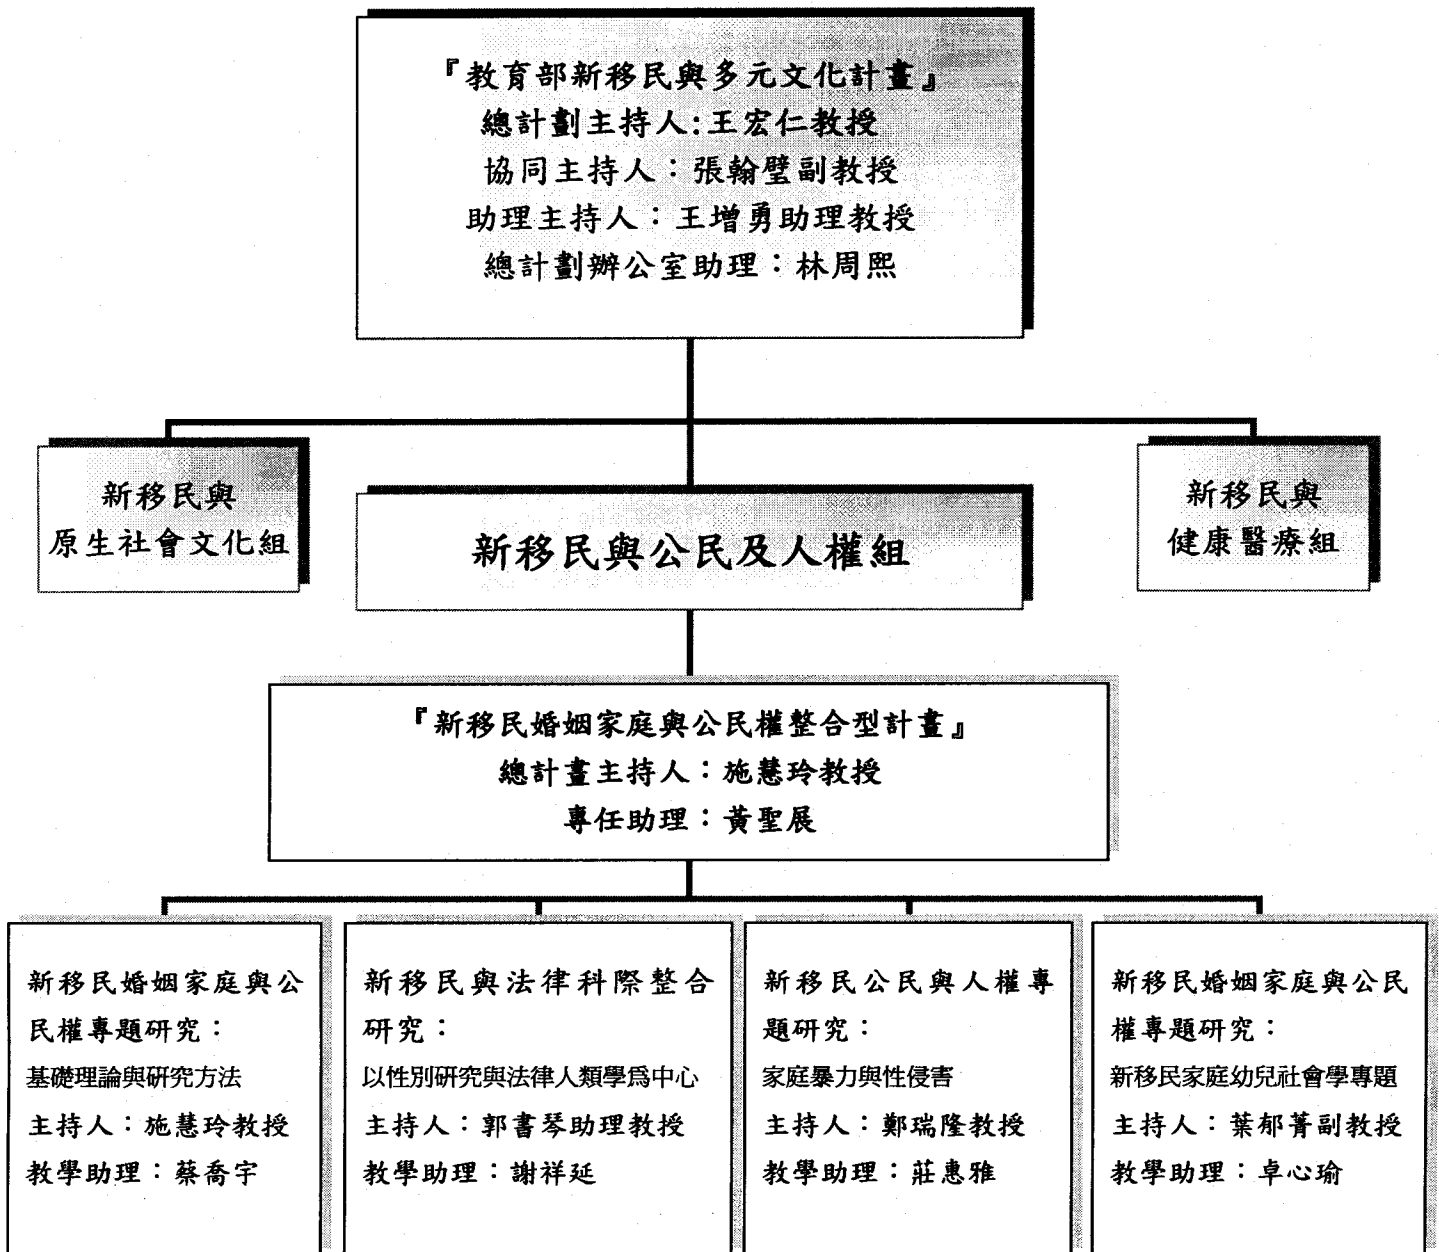 『教育部新移民與多元文化計畫』
總計劃主持人:王宏仁教授
協同主持人：張翰璧副教授
助理主持人：王增勇助理教授
總計劃辦公室助理：林周熙
新移民與
原生社會文化組
新移民與公民及人權組
新移民與
健康醫療組
『新移民婚姻家庭與公民權整合型計畫』
總計畫主持人：施慧玲教授
專任助理：黃聖展
新移民婚姻家庭與公
民權專題研究：
基礎理論與研究方法
主持人：施慧玲教授
教學助理：蔡喬宇
新移民與法律科際整合
研究：
以性別研究與法律人類學爲中心
主持人：郭書琴助理教授
教學助理：謝祥延
新移民公民與人權專
題研究：
家庭暴力與性侵害
主持人：鄭瑞隆教授
教學助理：莊惠雅
新移民婚姻家庭與公民
權專題研究：
新移民家庭幼兒社會學專題
主持人：葉郁菁副教授
教學助理：卓心瑜